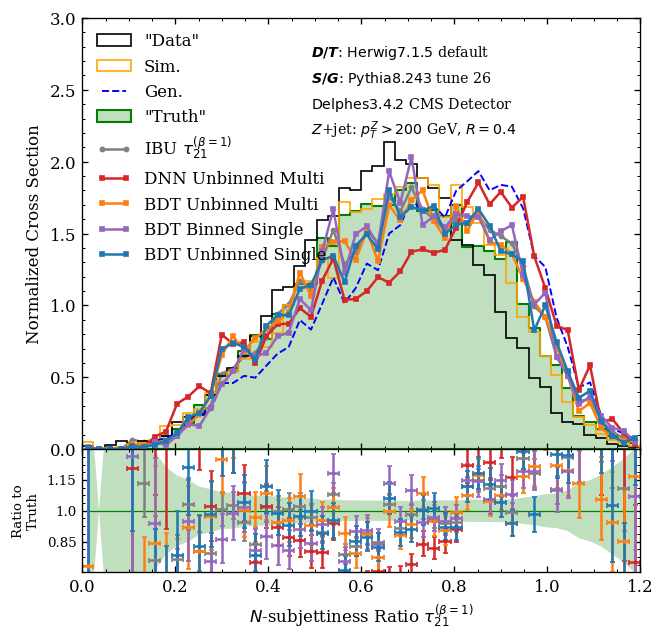 3.0
2.5
2.0
1.5
1.0
0.5
0.0
Normalized Cross Section
"Data"
Sim.
Gen.
"Truth"
IBU τ₂₁^(β=1)
DNN Unbinned Multi
BDT Unbinned Multi
BDT Binned Single
BDT Unbinned Single
D/T: Herwig7.1.5 default
S/G: Pythia8.243 tune 26
Delphes3.4.2 CMS Detector
Z+jet: p_T^Z > 200 GeV, R = 0.4
1.15
1.0
0.85
Ratio to
Truth
0.0 0.2 0.4 0.6 0.8 1.0 1.2
N-subjettiness Ratio τ₂₁^(β=1)